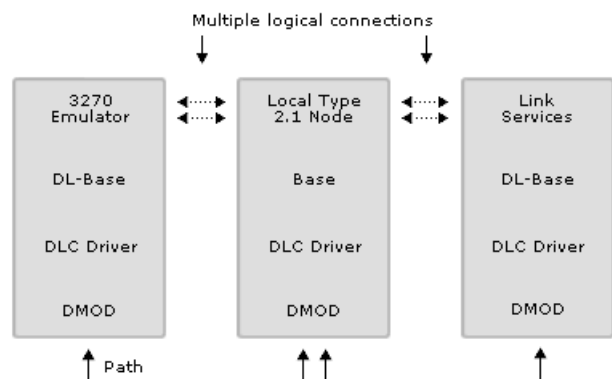 Multiple logical connections
3270
Emulator
Local Type
2.1 Node
Link
Services
DL-Base
Base
DL-Base
DLC Driver
DLC Driver
DLC Driver
DMOD
DMOD
DMOD
Path